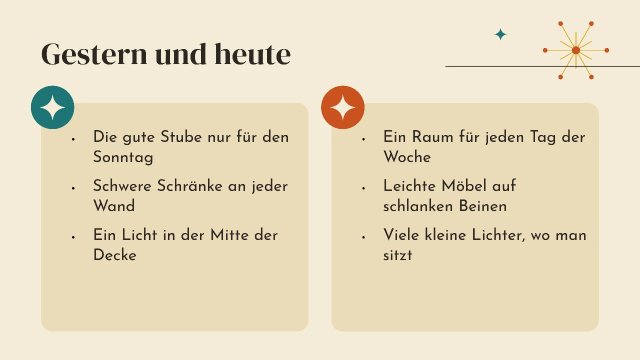 Gestern und heute
Die gute Stube nur für den
Sonntag
Schwere Schränke an jeder
Wand
Ein Licht in der Mitte der
Decke
Ein Raum für jeden Tag der
Woche
Leichte Möbel auf
schlanken Beinen
Viele kleine Lichter, wo man
sitzt